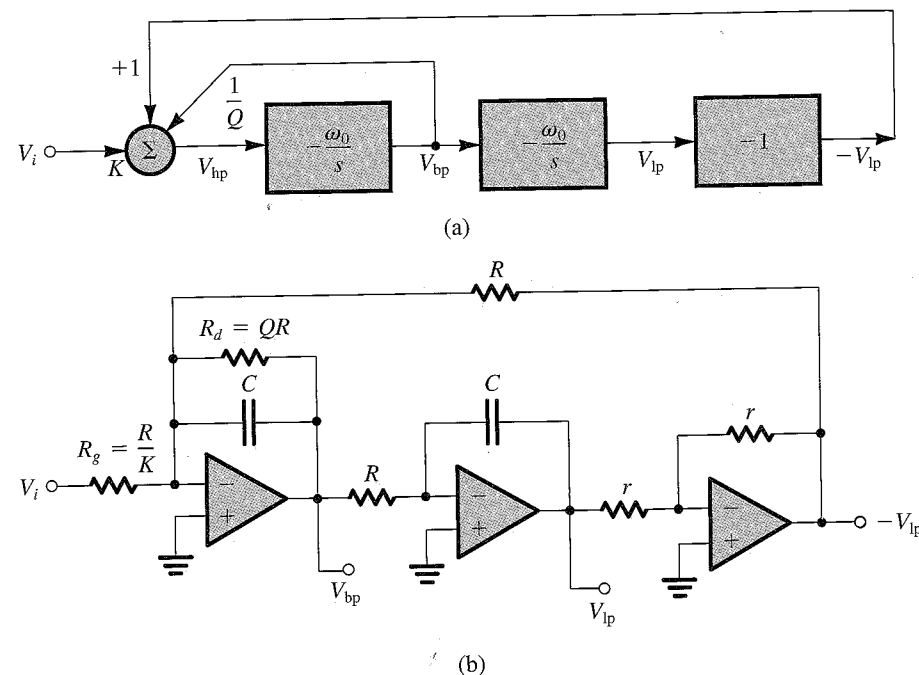 +1
1/Q
V_i
K
Σ
V_hp
-ω_0/s
V_bp
-ω_0/s
V_lp
-1
-V_lp
(a)
R
R_d = QR
C
C
r
R_g = R/K
V_i
-
+
R
-
+
r
-
+
-V_lp
V_bp
V_lp
(b)